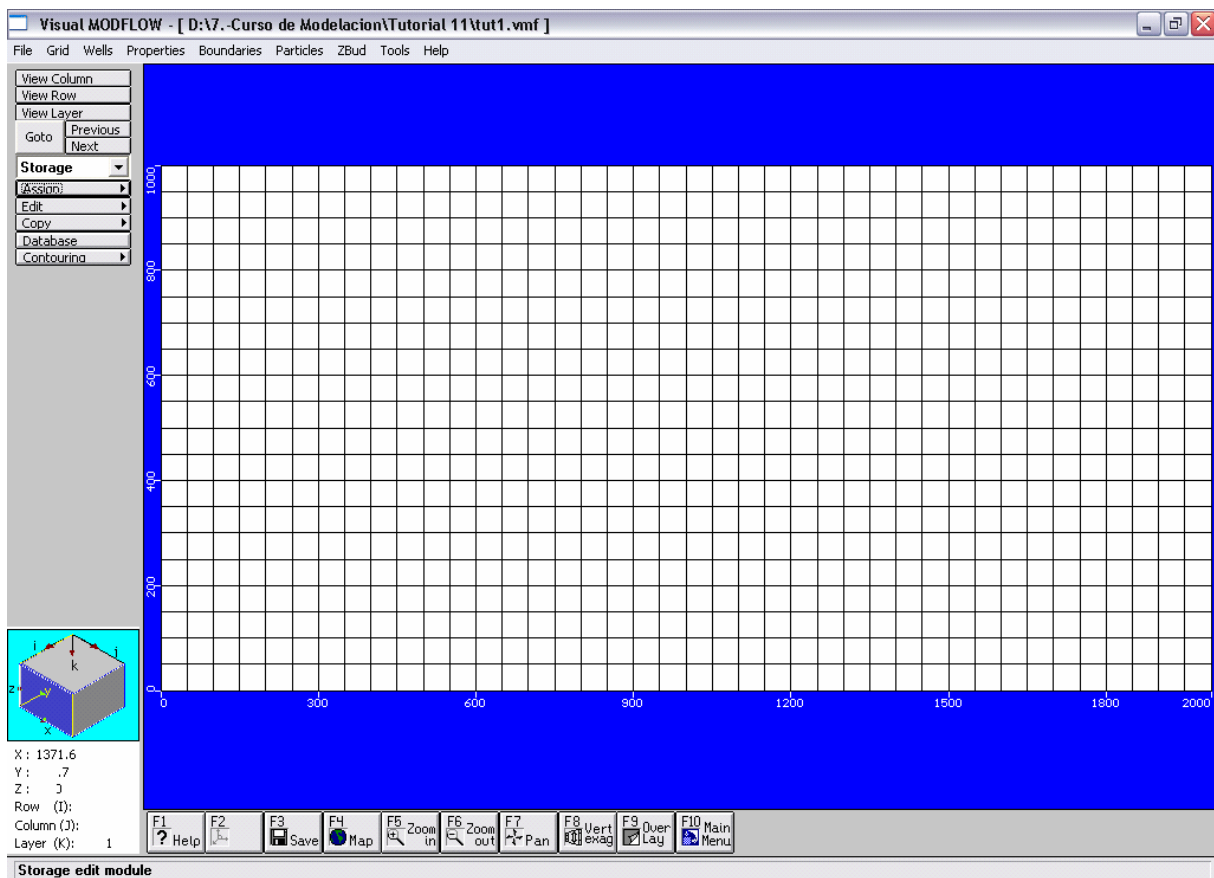 Visual MODFLOW - [ D:\7.-Curso de Modelacion\Tutorial 11\tut1.vmf ]
File Grid Wells Properties Boundaries Particles ZBud Tools Help
View Column
View Row
View Layer
Goto
Previous
Next
Storage
Assign
Edit
Copy
Database
Contouring
1000
800
600
400
200
0
0 300 600 900 1200 1500 1800 2000
i
j
k
z
y
x
X : 1371.6
Y : .7
Z :
Row (I):
Column (J):
Layer (K): 1
F1 ? Help
F2
F3 Save
F4 Map
F5 Zoom in
F6 Zoom out
F7 Pan
F8 Vert exag
F9 Over Lay
F10 Main Menu
Storage edit module